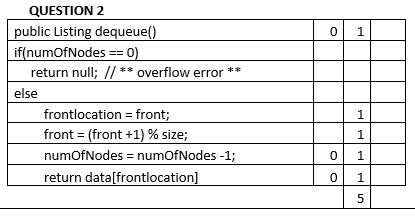 QUESTION 2
public Listing dequeue() 0 1
if(numOfNodes == 0)
return null; // ** overflow error **
else
frontlocation = front; 1
front = (front +1) % size; 1
numOfNodes = numOfNodes -1; 0 1
return data[frontlocation] 0 1
5